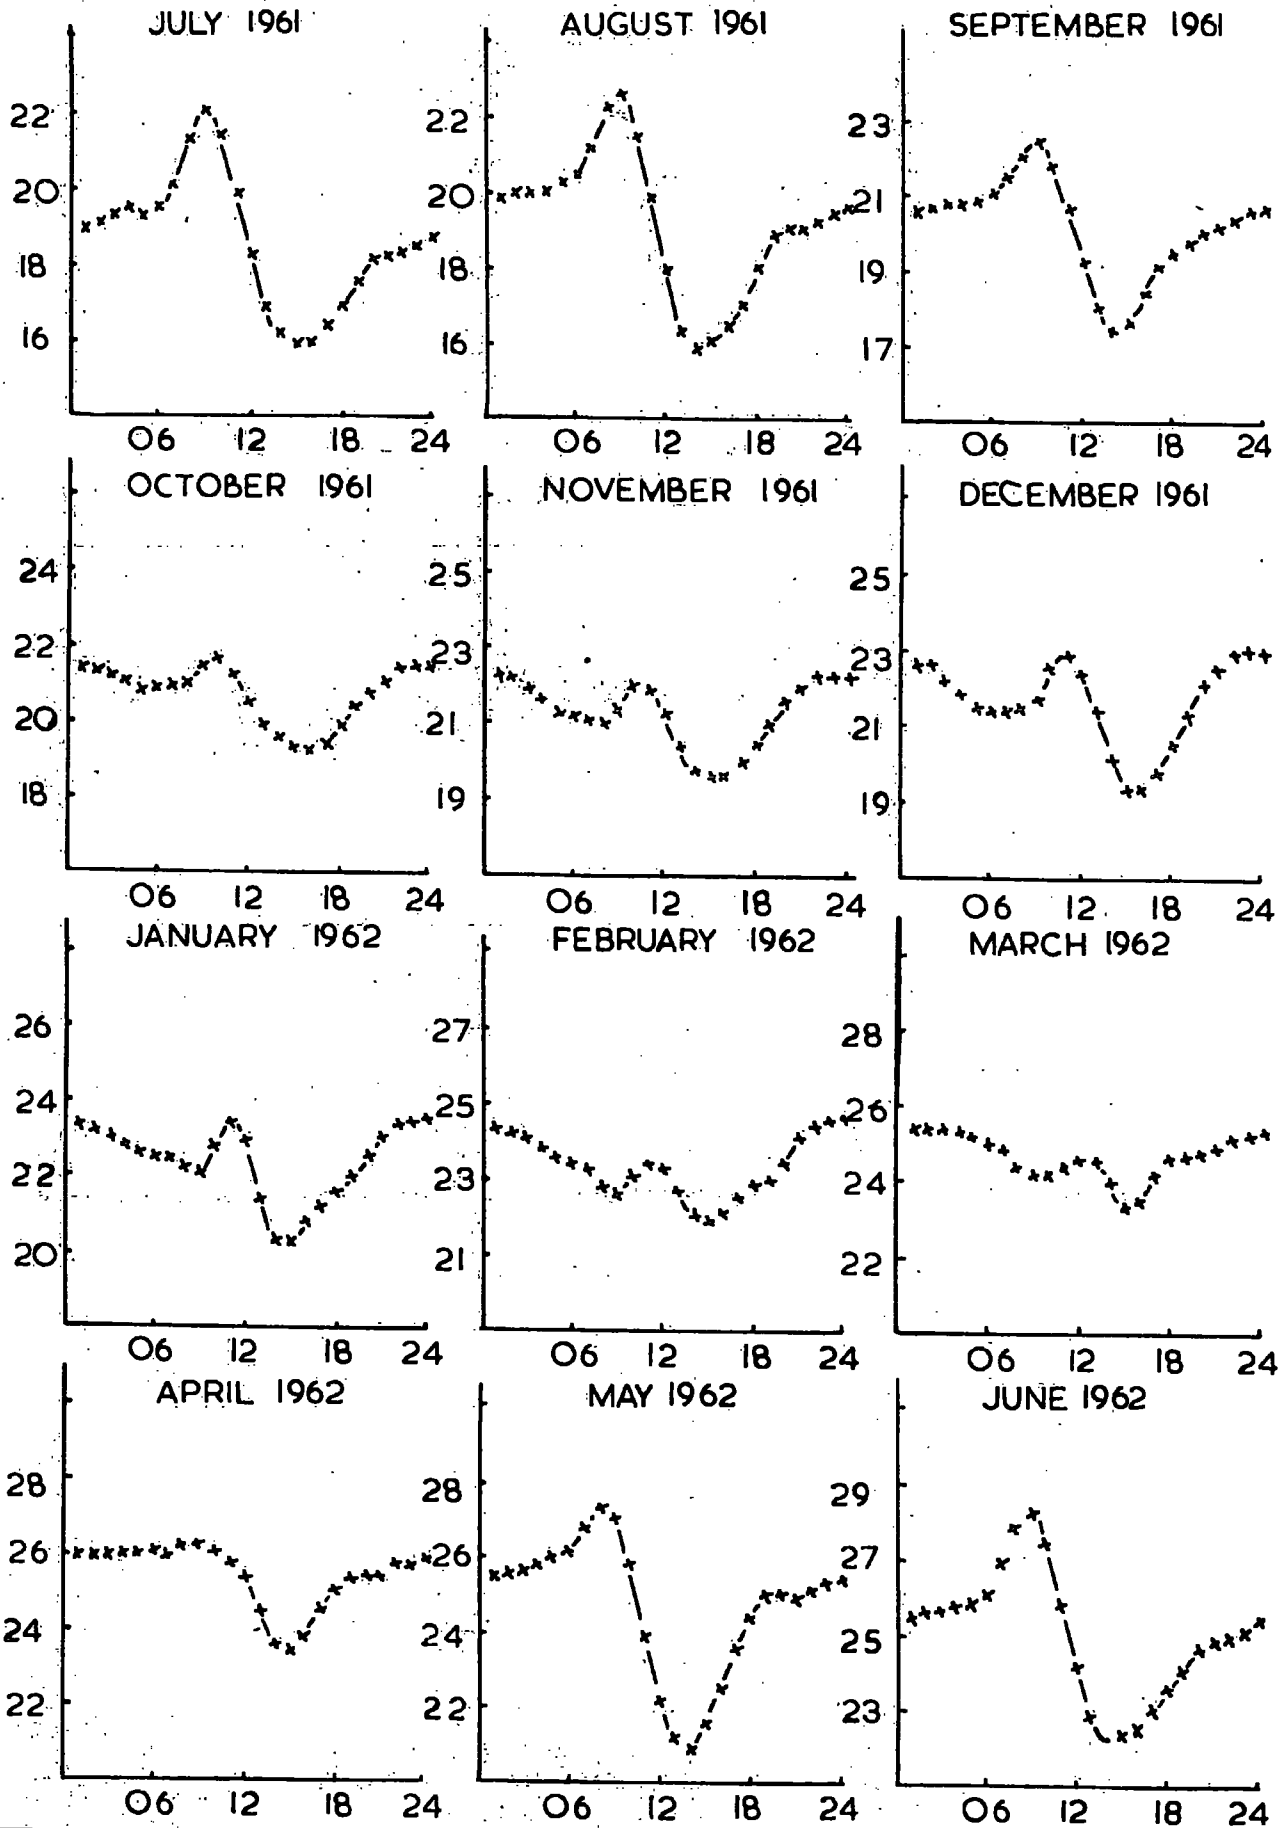 JULY 1961
22
20
18
16
06 12 18 24
AUGUST 1961
22
20
18
16
06 12 18 24
SEPTEMBER 1961
23
21
19
17
06 12 18 24
OCTOBER 1961
24
22
20
18
06 12 18 24
NOVEMBER 1961
25
23
21
19
06 12 18 24
DECEMBER 1961
25
23
21
19
06 12 18 24
JANUARY 1962
26
24
22
20
06 12 18 24
FEBRUARY 1962
27
25
23
21
06 12 18 24
MARCH 1962
28
26
24
22
06 12 18 24
APRIL 1962
28
26
24
22
06 12 18 24
MAY 1962
28
26
24
22
06 12 18 24
JUNE 1962
29
27
25
23
06 12 18 24